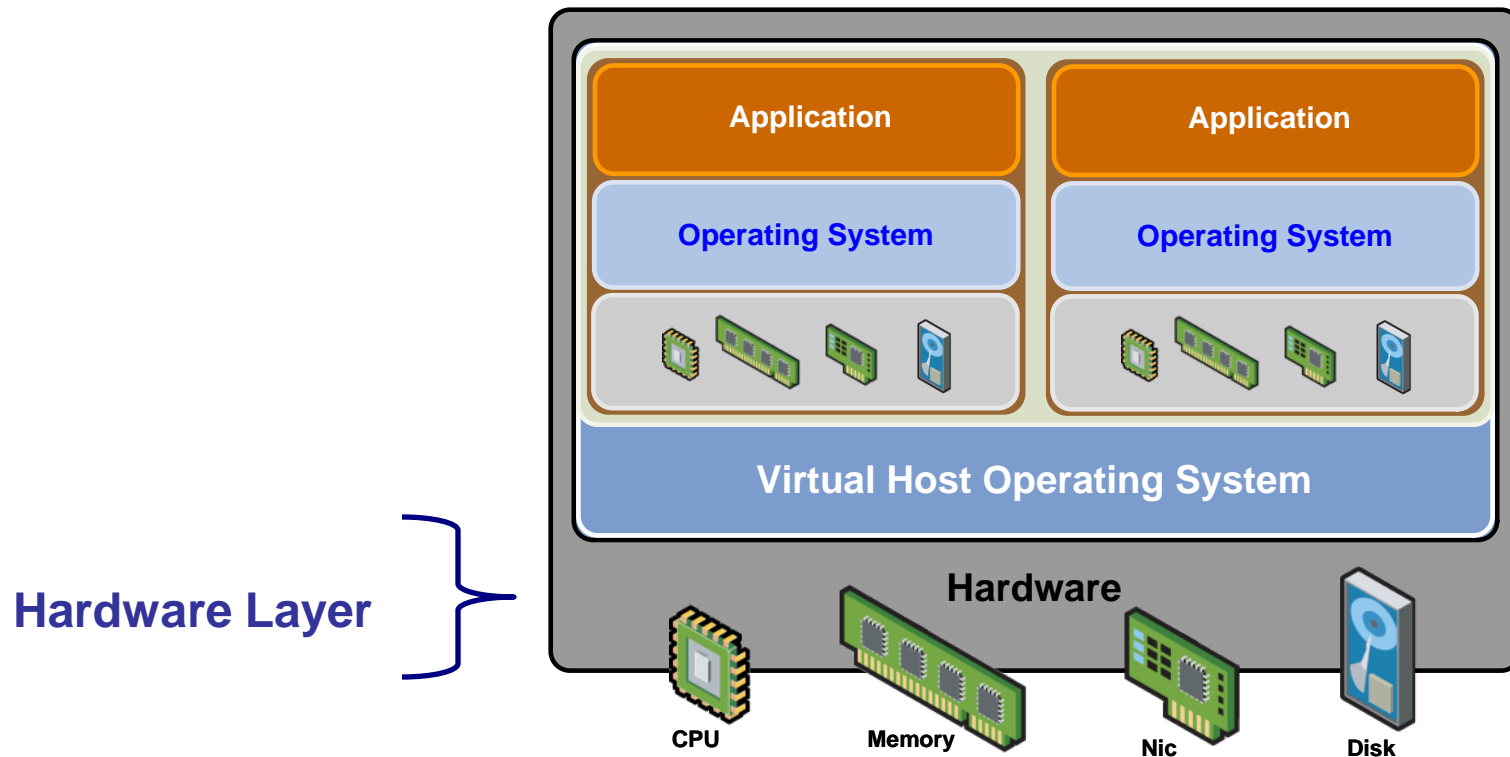 Application
Application
Operating System
Operating System
Virtual Host Operating System
Hardware Layer
Hardware
CPU
Memory
Nic
Disk